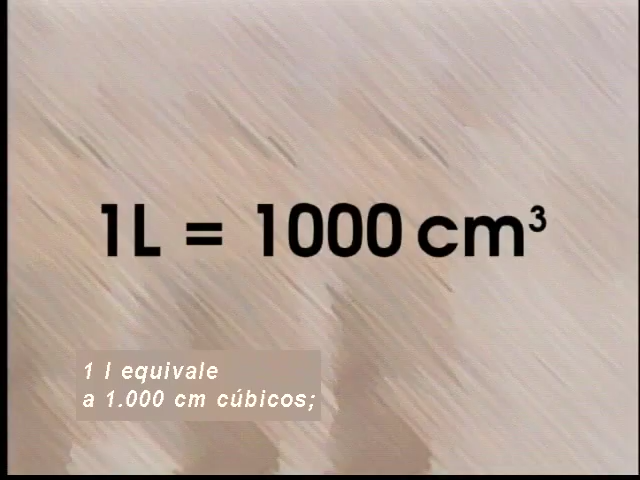 1L = 1000 cm³
1 l equivale
a 1.000 cm cúbicos;